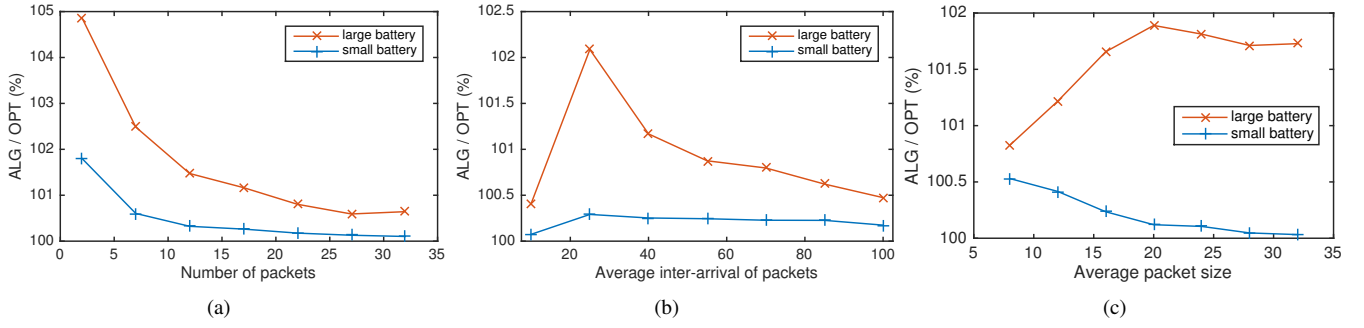 ALG / OPT (%)
105
104
103
102
101
100
0 5 10 15 20 25 30 35
Number of packets
large battery
small battery
(a)
ALG / OPT (%)
102.5
102
101.5
101
100.5
100
20 40 60 80 100
Average inter-arrival of packets
large battery
small battery
(b)
ALG / OPT (%)
102
101.5
101
100.5
100
5 10 15 20 25 30 35
Average packet size
large battery
small battery
(c)